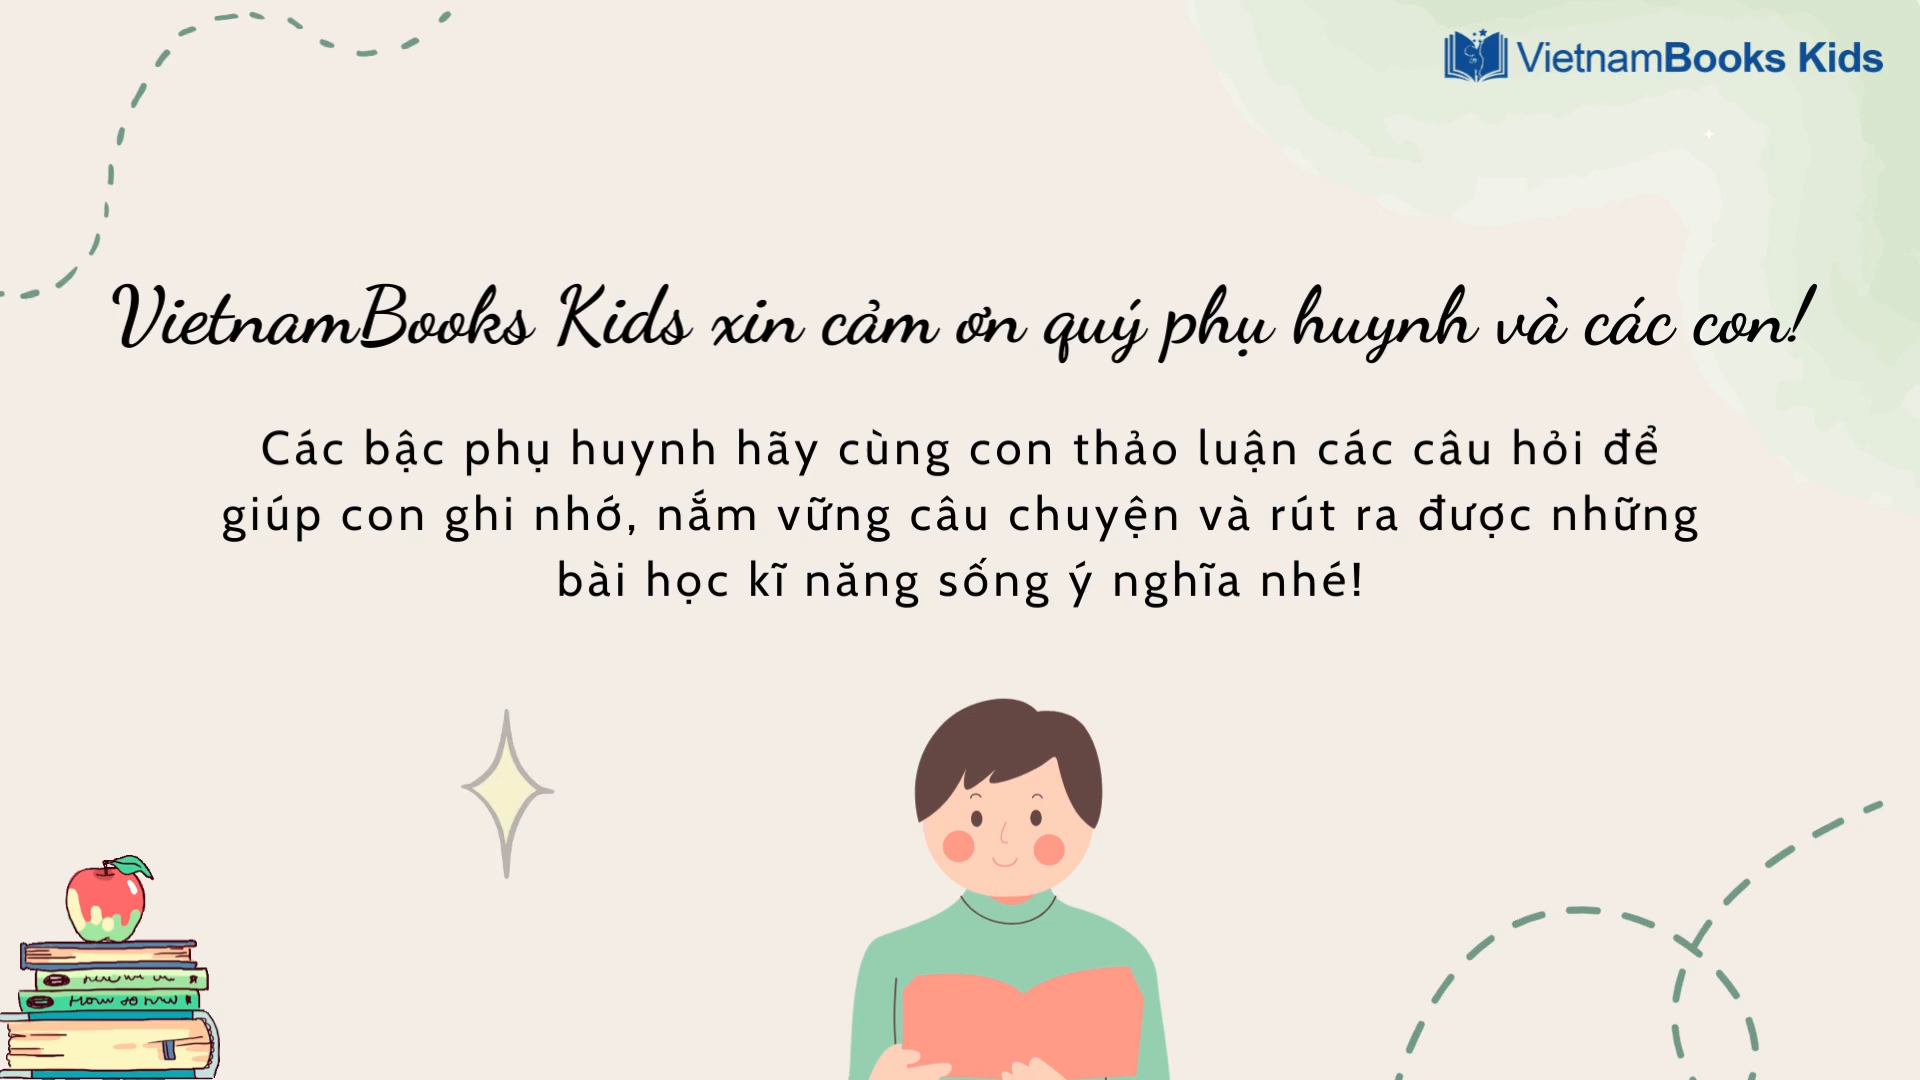 VietnamBooks Kids
VietnamBooks Kids xin cảm ơn quý phụ huynh và các con!
Các bậc phụ huynh hãy cùng con thảo luận các câu hỏi để
giúp con ghi nhớ, nắm vững câu chuyện và rút ra được những
bài học kĩ năng sống ý nghĩa nhé!